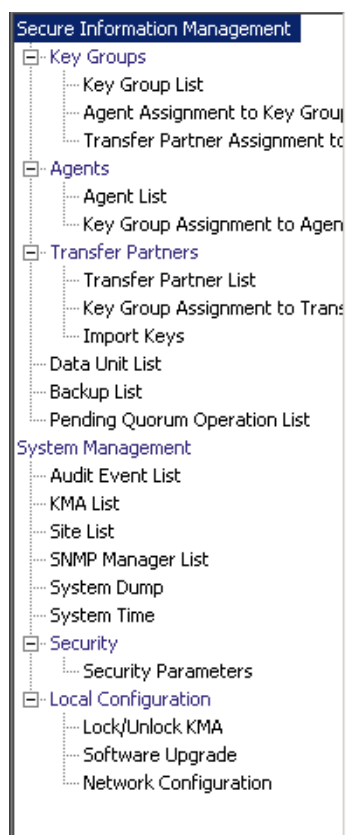 Secure Information Management
Key Groups
Key Group List
Agent Assignment to Key Grou
Transfer Partner Assignment to
Agents
Agent List
Key Group Assignment to Agen
Transfer Partners
Transfer Partner List
Key Group Assignment to Trans
Import Keys
Data Unit List
Backup List
Pending Quorum Operation List
System Management
Audit Event List
KMA List
Site List
SNMP Manager List
System Dump
System Time
Security
Security Parameters
Local Configuration
Lock/Unlock KMA
Software Upgrade
Network Configuration